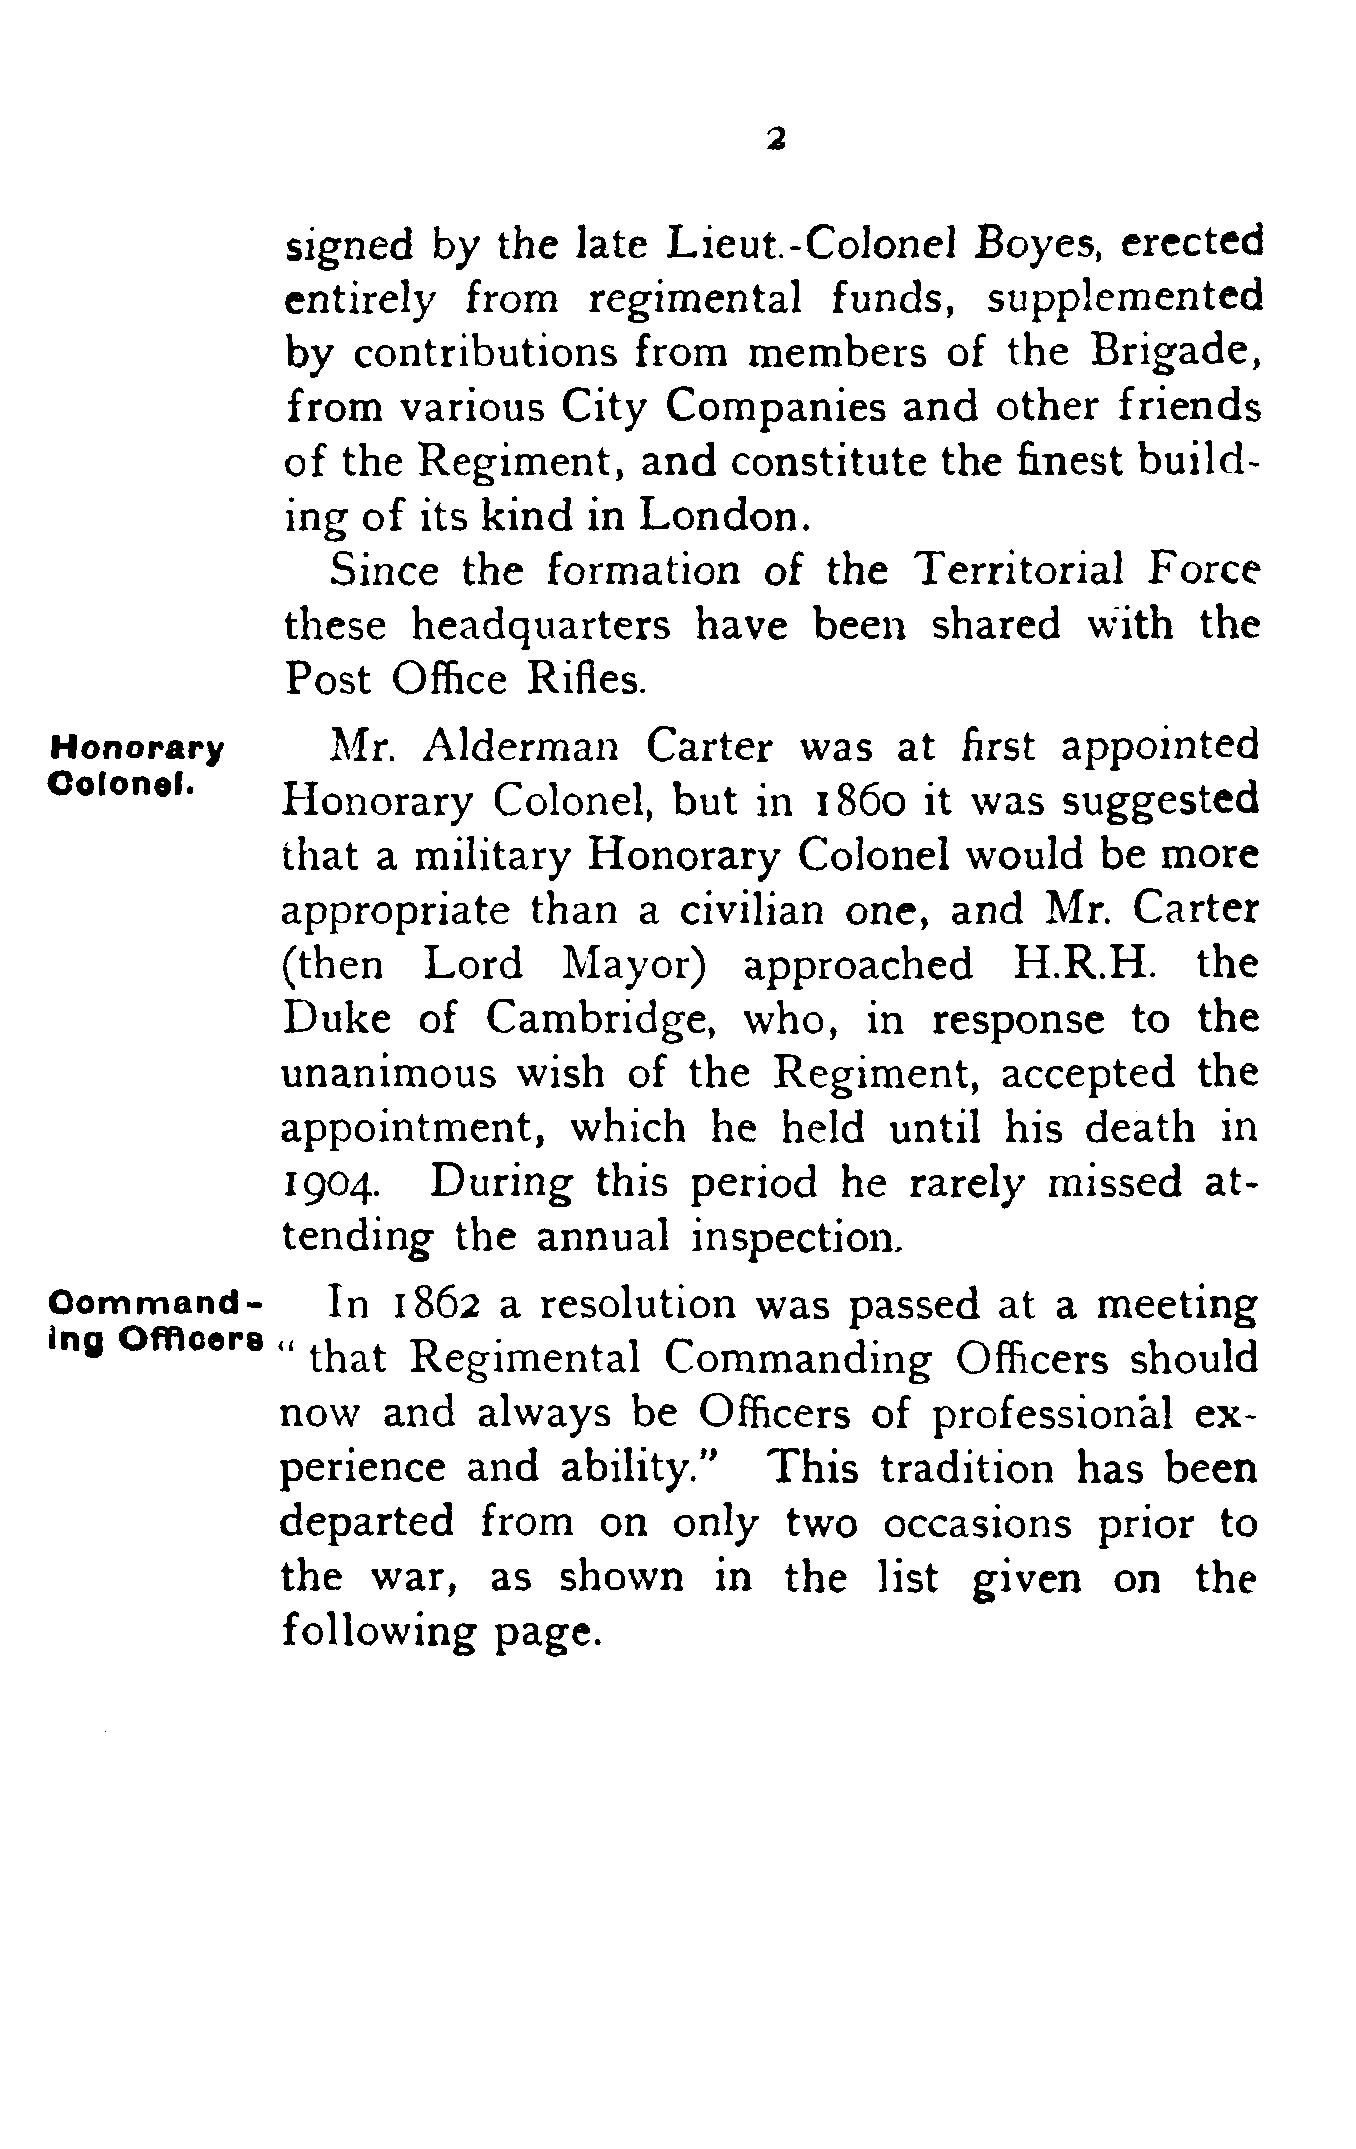 2
signed by the late Lieut.-Colonel Boyes, erected
entirely from regimental funds, supplemented
by contributions from members of the Brigade,
from various City Companies and other friends
of the Regiment, and constitute the finest build-
ing of its kind in London.
Since the formation of the Territorial Force
these headquarters have been shared with the
Post Office Rifles.
Honorary
Colonel.
Mr. Alderman Carter was at first appointed
Honorary Colonel, but in 1860 it was suggested
that a military Honorary Colonel would be more
appropriate than a civilian one, and Mr. Carter
(then Lord Mayor) approached H.R.H. the
Duke of Cambridge, who, in response to the
unanimous wish of the Regiment, accepted the
appointment, which he held until his death in
1904. During this period he rarely missed at-
tending the annual inspection.
Command-
ing Officers
In 1862 a resolution was passed at a meeting
"that Regimental Commanding Officers should
now and always be Officers of professional ex-
perience and ability." This tradition has been
departed from on only two occasions prior to
the war, as shown in the list given on the
following page.